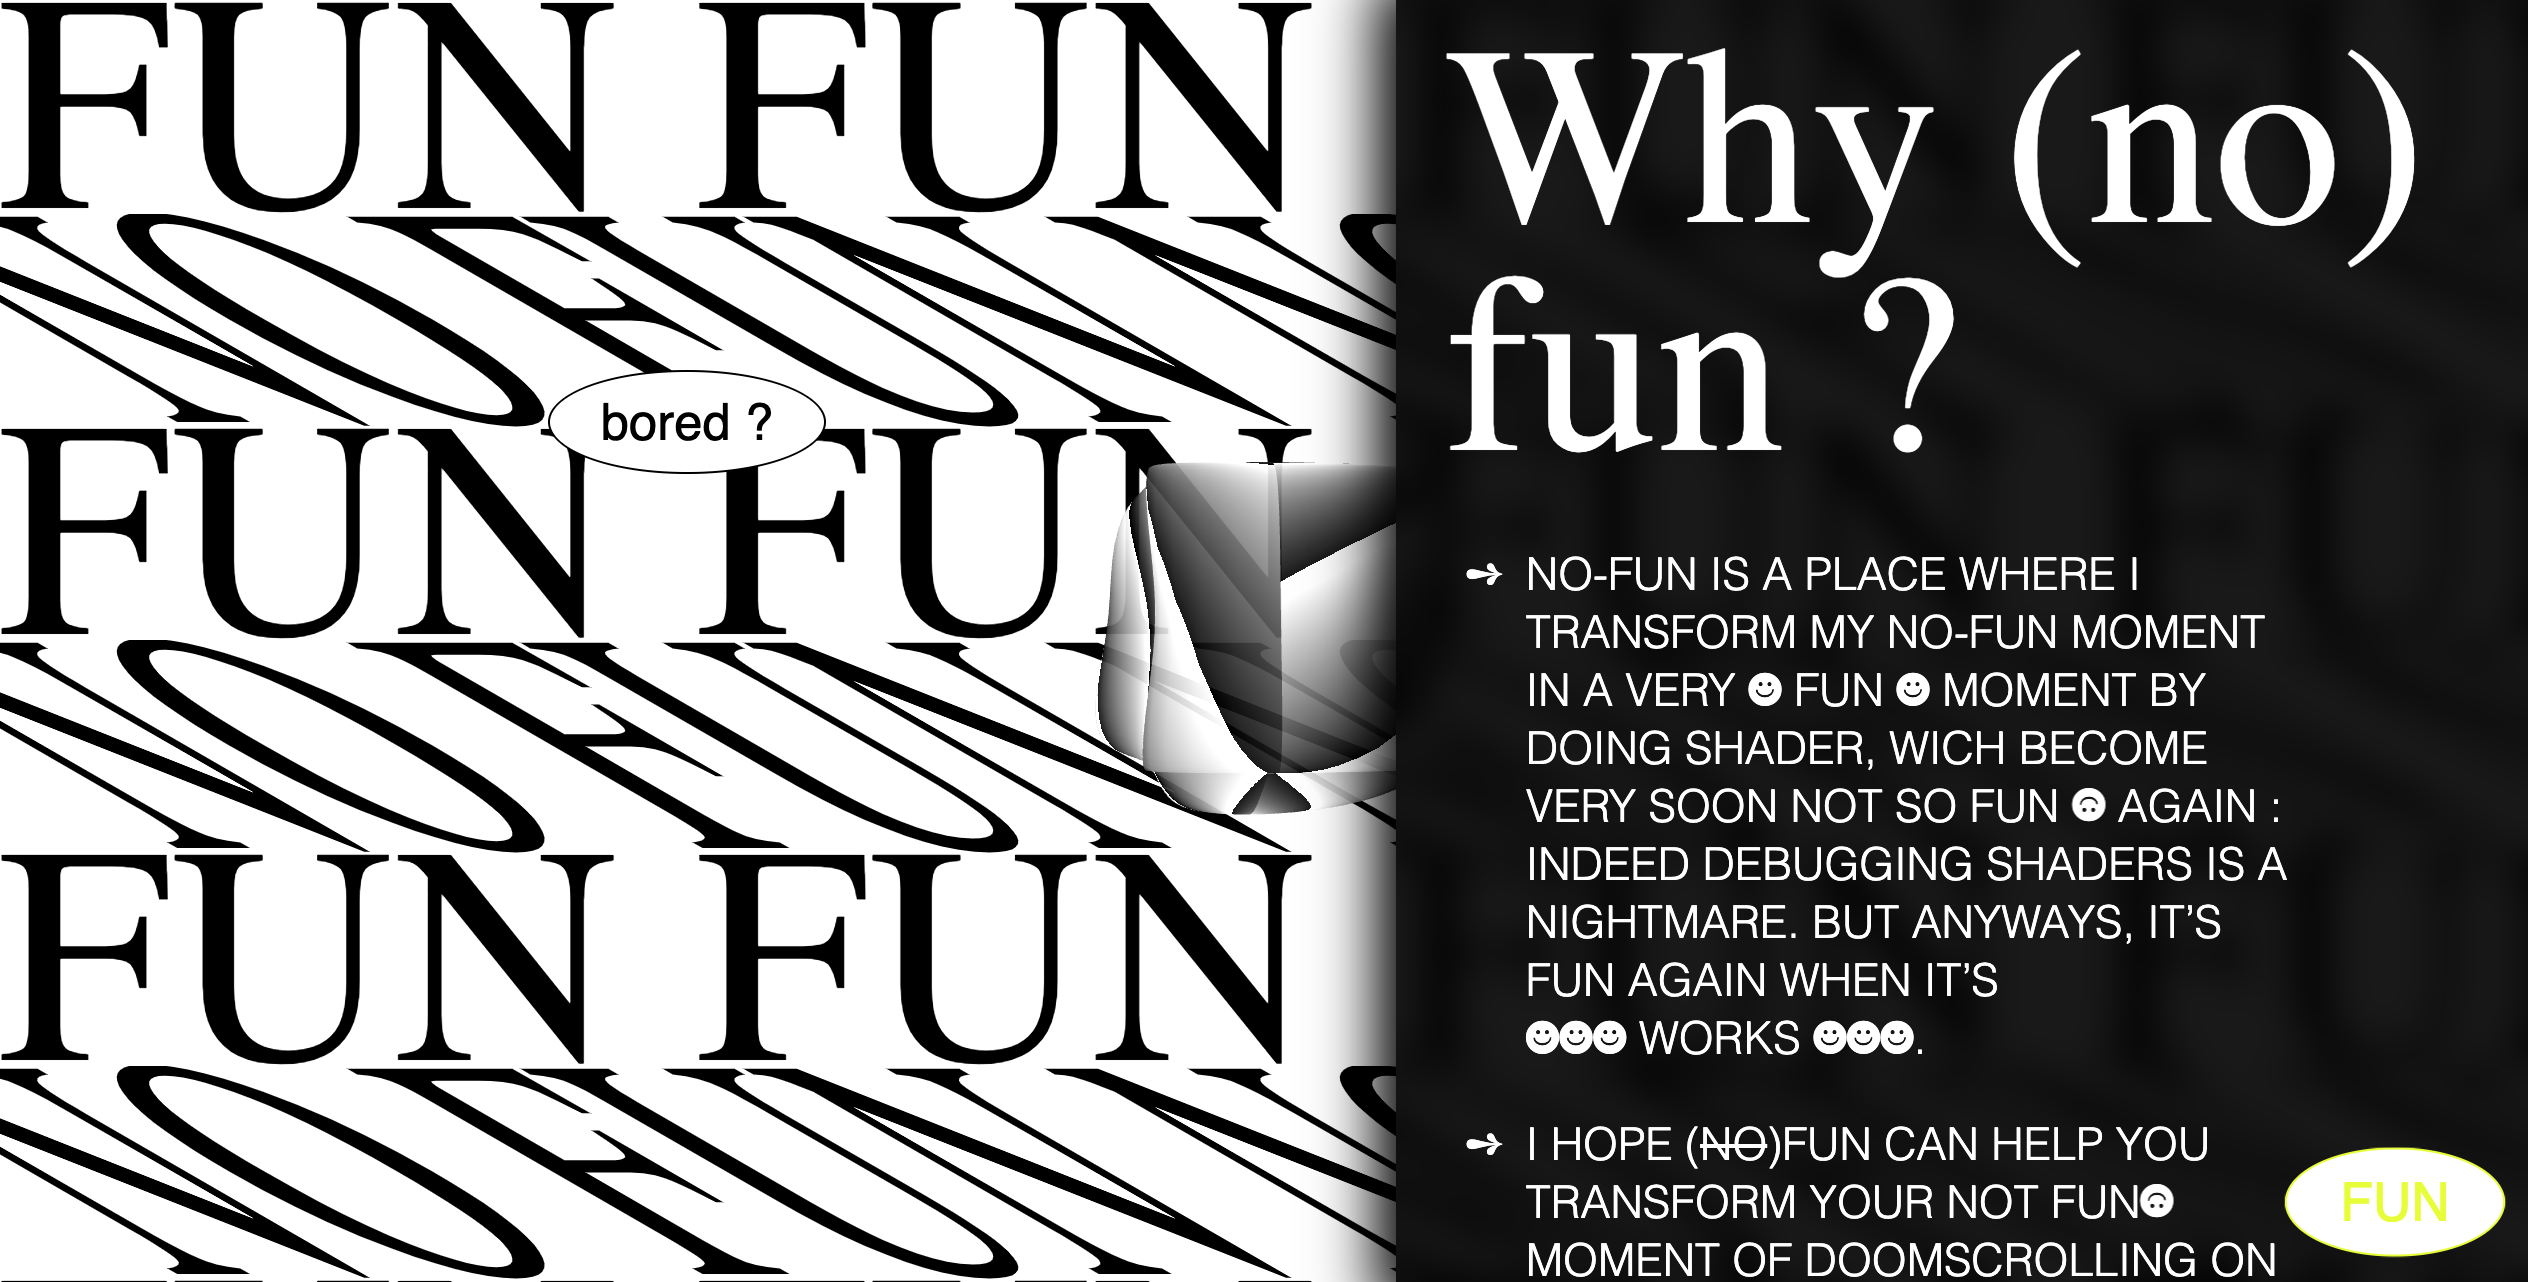 FUN FUN
NO FUN N
bored ?
FUN FUN
NO FUN N
FUN FUN
NO FUN N
Why (no)
fun ?
➺ NO-FUN IS A PLACE WHERE I
TRANSFORM MY NO-FUN MOMENT
IN A VERY ☻ FUN ☻ MOMENT BY
DOING SHADER, WICH BECOME
VERY SOON NOT SO FUN 🙃 AGAIN :
INDEED DEBUGGING SHADERS IS A
NIGHTMARE. BUT ANYWAYS, IT’S
FUN AGAIN WHEN IT’S
☻☻☻ WORKS ☻☻☻.
➺ I HOPE (NO)FUN CAN HELP YOU
TRANSFORM YOUR NOT FUN🙃
MOMENT OF DOOMSCROLLING ON
FUN